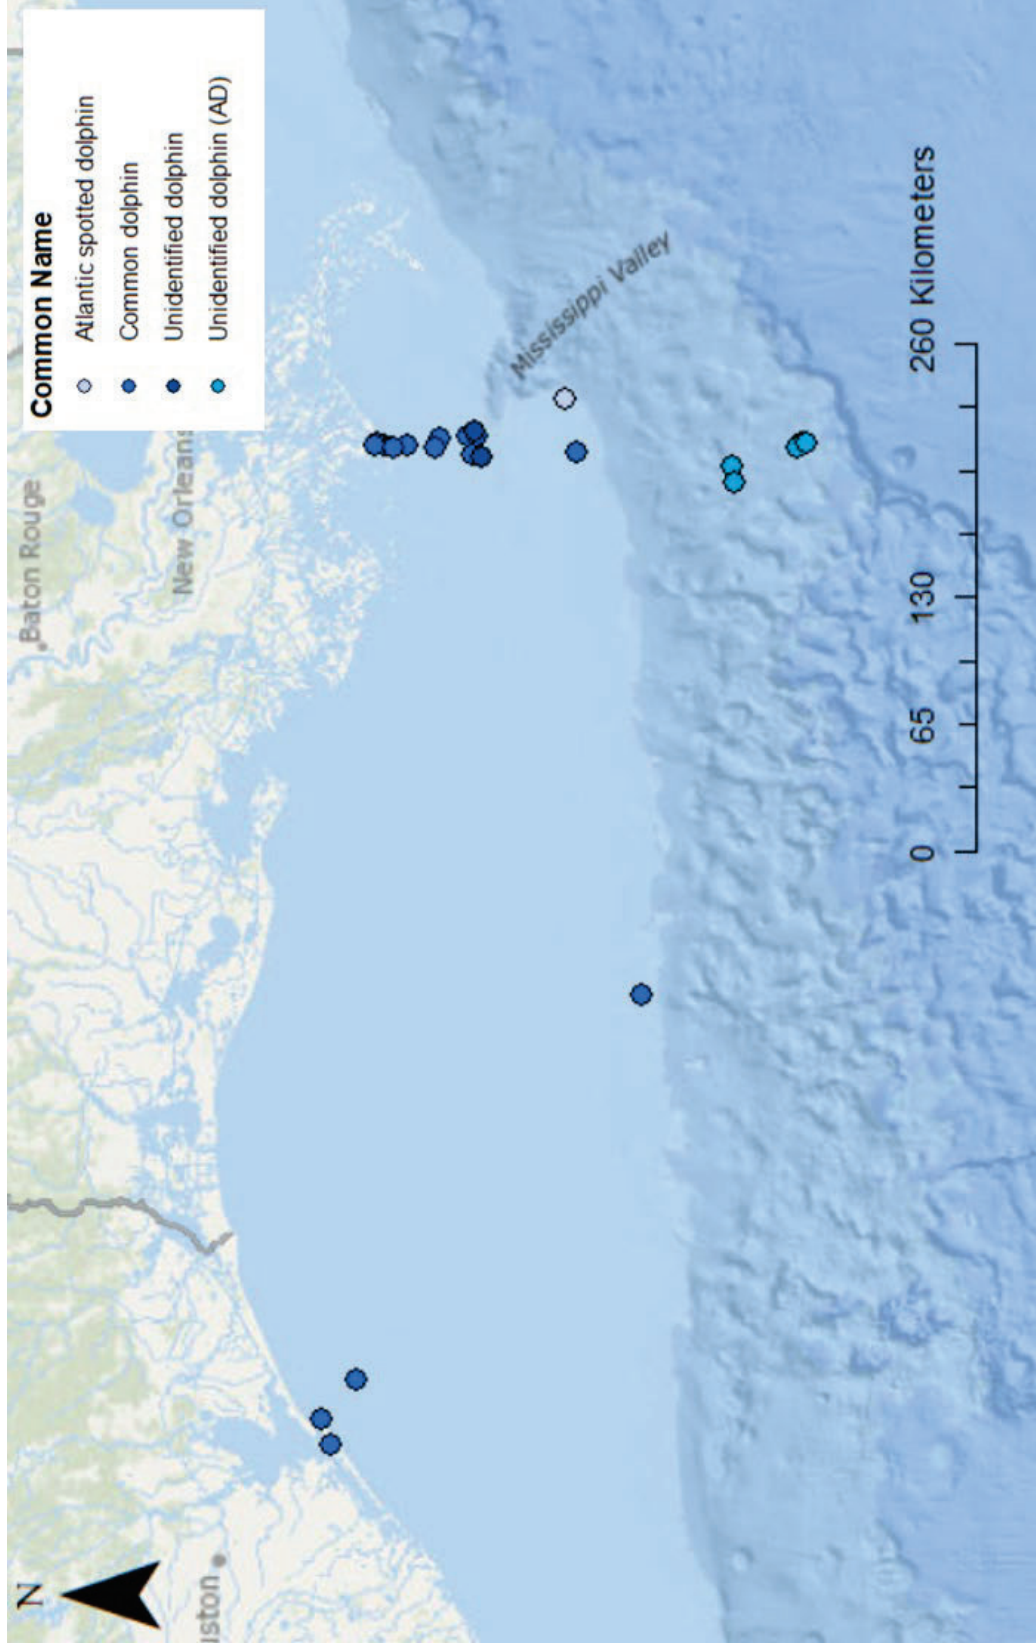 N
Common Name
Atlantic spotted dolphin
Common dolphin
Unidentified dolphin
Unidentified dolphin (AD)
Baton Rouge
New Orleans
uston
Mississippi Valley
0 65 130 260 Kilometers